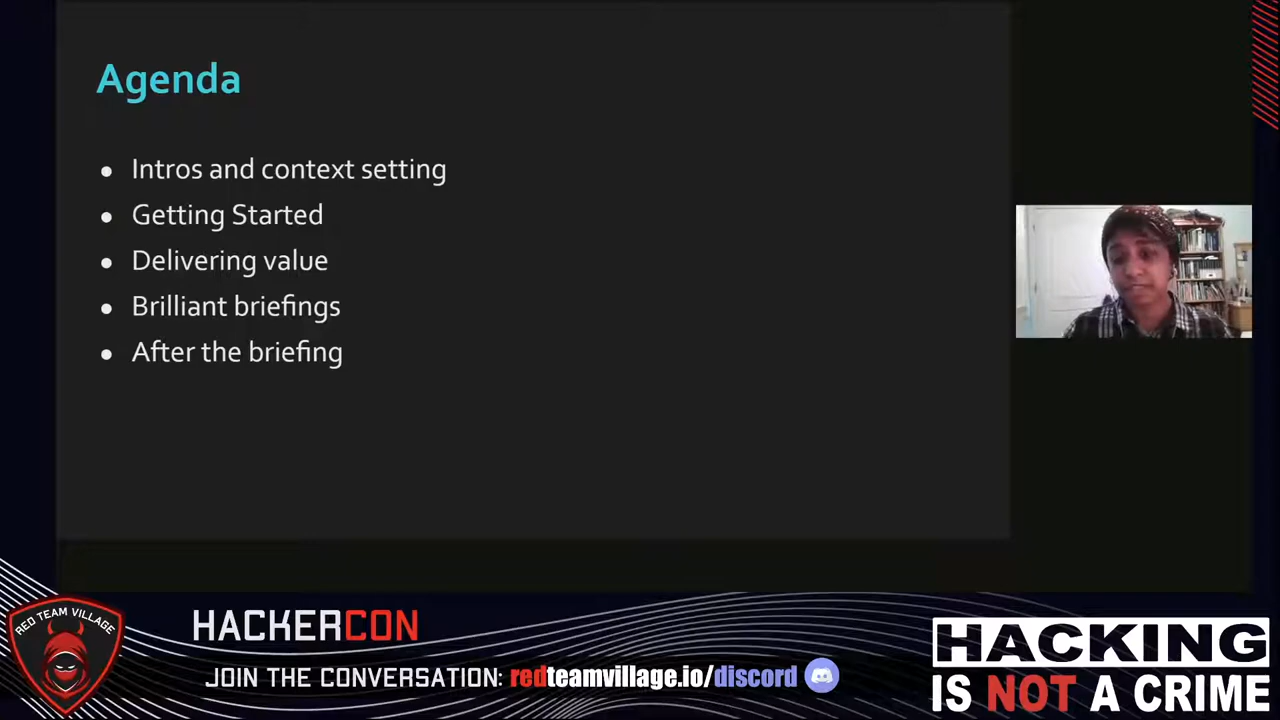 Agenda
● Intros and context setting
● Getting Started
● Delivering value
● Brilliant briefings
● After the briefing
RED TEAM VILLAGE
HACKERCON
JOIN THE CONVERSATION: redteamvillage.io/discord
HACKING
IS NOT A CRIME